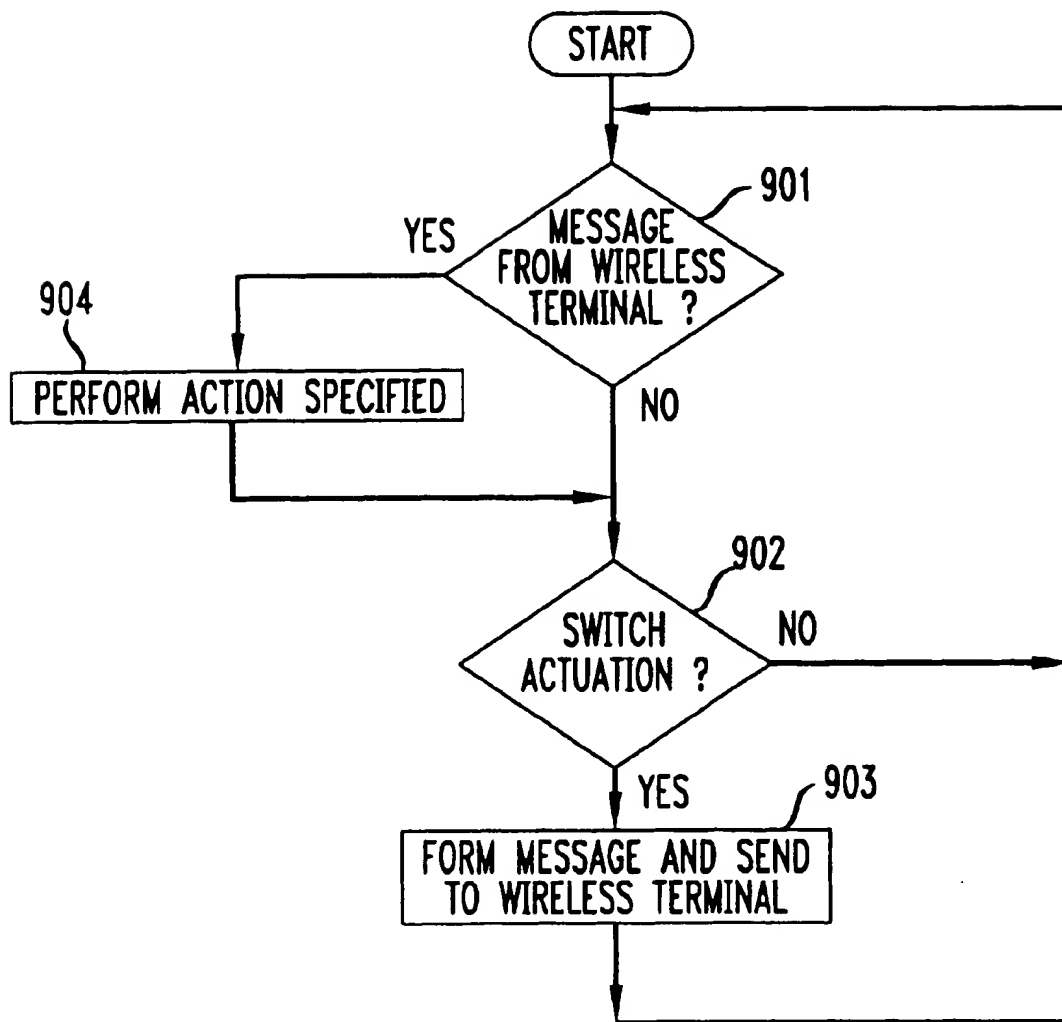 START
901
YES
MESSAGE
FROM WIRELESS
TERMINAL ?
904
PERFORM ACTION SPECIFIED
NO
902
SWITCH
ACTUATION ?
NO
YES
903
FORM MESSAGE AND SEND
TO WIRELESS TERMINAL